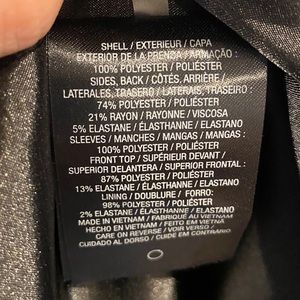 SHELL / EXTERIEUR / CAPA
EXTERIOR DE LA PRENDA / ARMAÇÃO :
100% POLYESTER / POLIÉSTER
SIDES, BACK / CÔTÉS, ARRIÈRE /
LATERALES, TRASERO / LATERAIS, TRASEIRO :
74% POLYESTER / POLIÉSTER
21% RAYON / RAYONNE / VISCOSA
5% ELASTANE / ÉLASTHANNE / ELASTANO
SLEEVES / MANCHES / MANGAS / MANGAS :
100% POLYESTER / POLIÉSTER
FRONT TOP / SUPÉRIEUR DEVANT /
SUPERIOR DELANTERA / SUPERIOR FRONTAL :
87% POLYESTER / POLIÉSTER
13% ELASTANE / ÉLASTHANNE / ELASTANO
LINING / DOUBLURE / FORRO:
98% POLYESTER / POLIÉSTER
2% ELASTANE / ÉLASTHANNE / ELASTANO
MADE IN VIETNAM / FABRIQUÉ AU VIETNAM
HECHO EN VIETNAM / FEITO EM VIETNÃ
CARE ON REVERSE / VOIR VERSO /
CUIDADO AL DORSO / CUIDE EM CONTRÁRIO